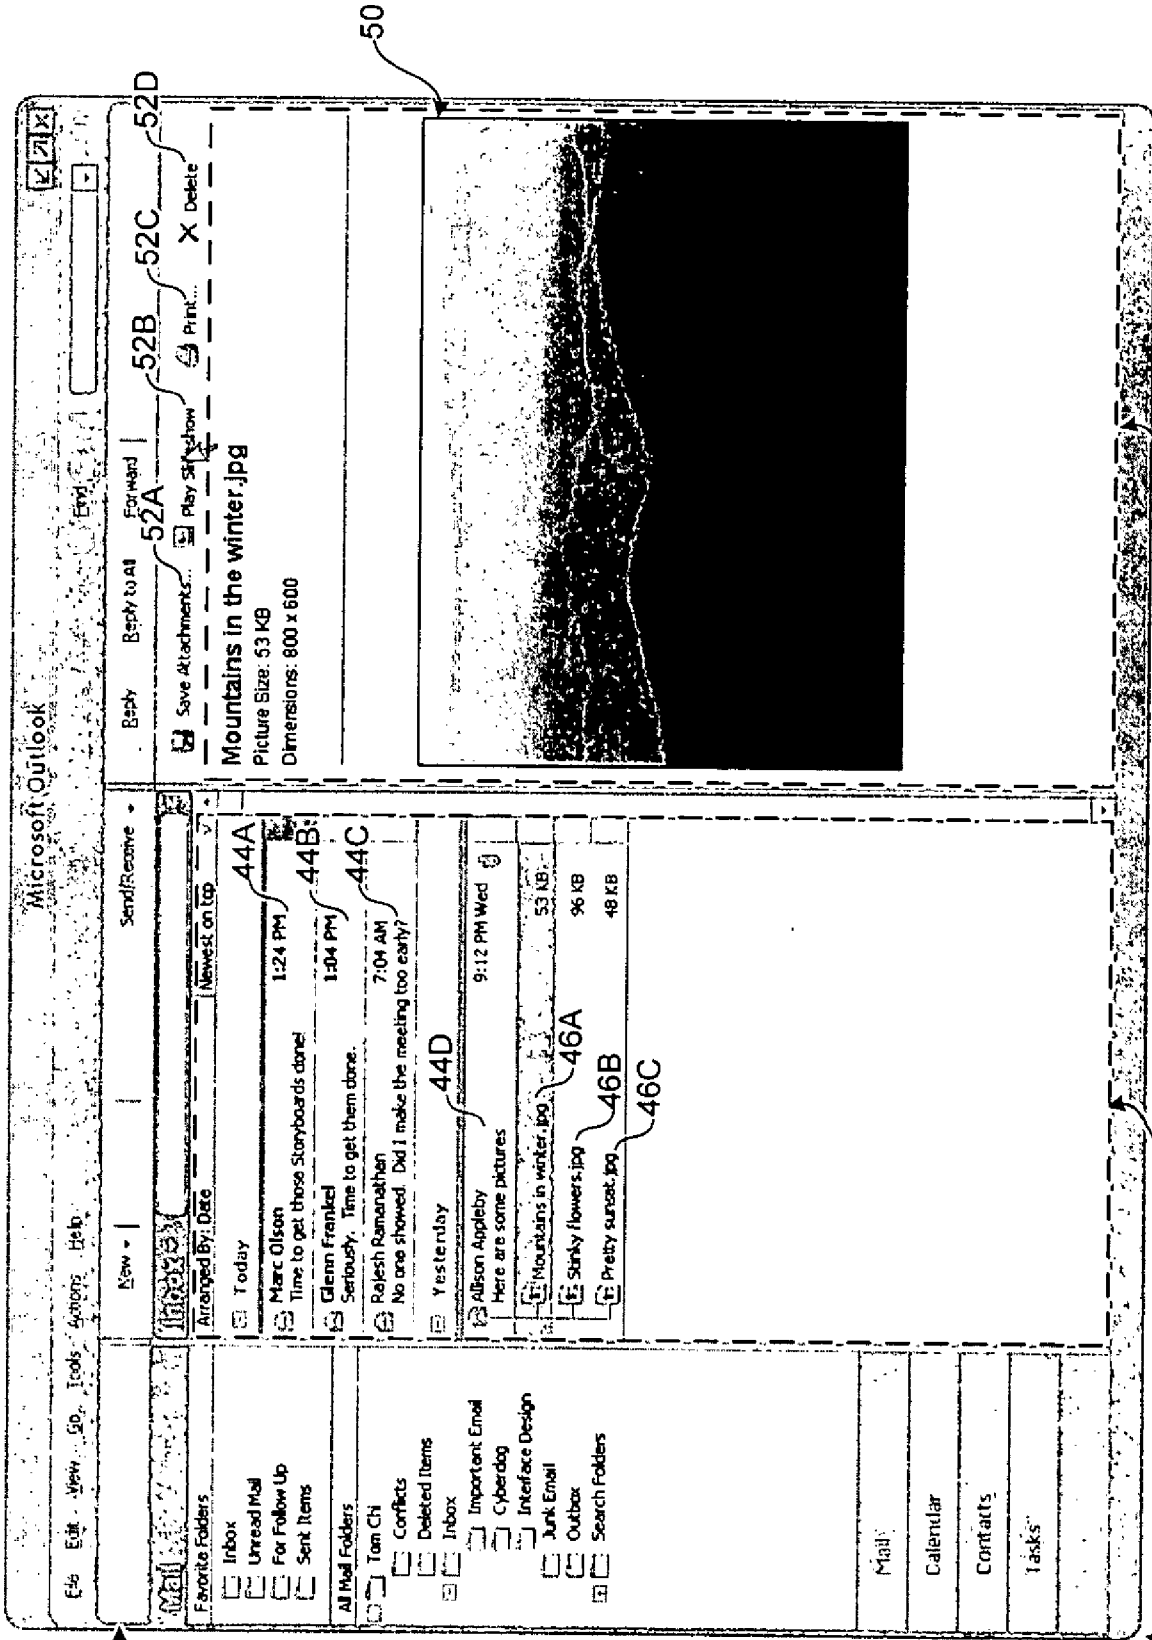 Microsoft Outlook
File Edit View Go Tools Actions Help
Find
New
Send/Receive
Reply Reply to All Forward
Mail
Favorite Folders
Inbox
Unread Mail
For Follow Up
Sent Items
All Mail Folders
Tom Chi
Conflicts
Deleted Items
Inbox
Important Email
Cyberdog
Interface Design
Junk Email
Outbox
Search Folders
Mail
Calendar
Contacts
Tasks
Inbox
Arranged By: Date Newest on top
Today
44A
Marc Olson 1:24 PM
Time to get those Storyboards done!
44B
Glenn Frankel 1:04 PM
Seriously. Time to get them done.
44C
Rajesh Ramanathan 7:04 AM
No one showed. Did I make the meeting too early?
Yesterday
44D
Allison Appleby 9:12 PM Wed
Here are some pictures
Mountains in winter.jpg 46A 53 KB
Stinky flowers.jpg 46B 96 KB
Pretty sunset.jpg 46C 48 KB
52A 52B 52C 52D
Save Attachments... Play Slideshow Print... Delete
Mountains in the winter.jpg
Picture Size: 53 KB
Dimensions: 800 x 600
50